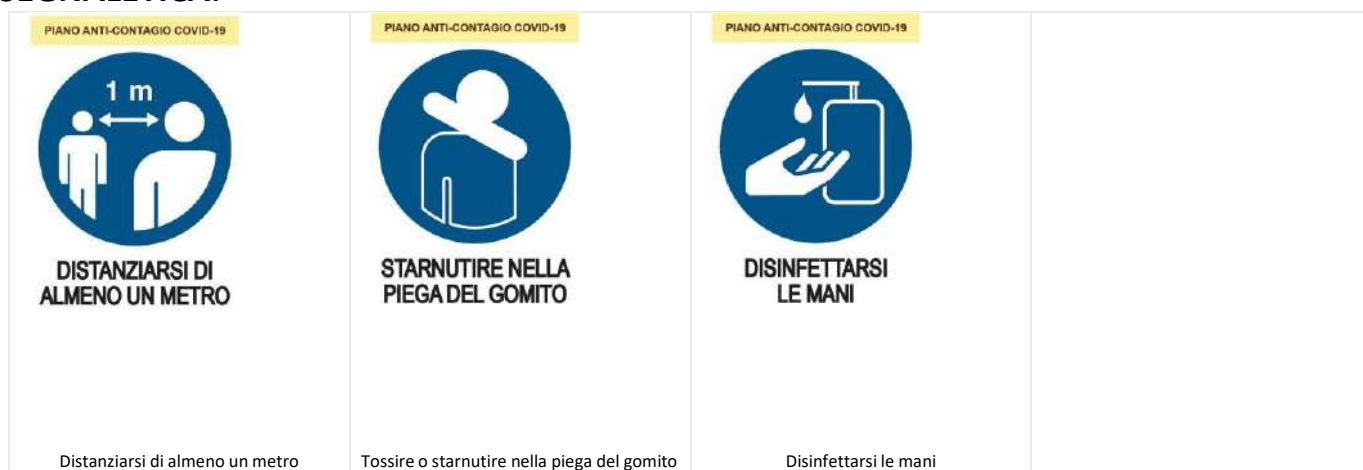 PIANO ANTI-CONTAGIO COVID-19
1 m
DISTANZIARSI DI
ALMENO UN METRO
Distanziarsi di almeno un metro
PIANO ANTI-CONTAGIO COVID-19
STARNUTIRE NELLA
PIEGA DEL GOMITO
Tossire o starnutire nella piega del gomito
PIANO ANTI-CONTAGIO COVID-19
DISINFETTARSI
LE MANI
Disinfettarsi le mani